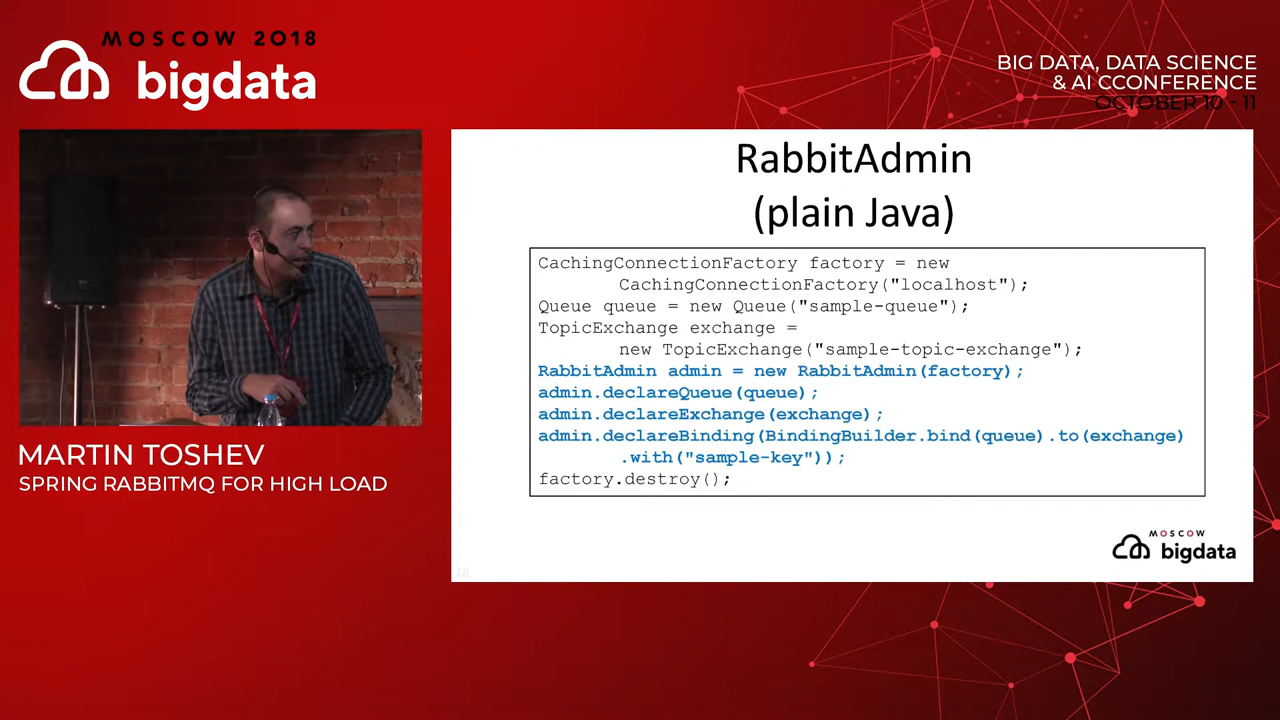 MOSCOW 2018
bigdata
BIG DATA, DATA SCIENCE
& AI CCONFERENCE
OCTOBER 10 - 11
RabbitAdmin
(plain Java)
CachingConnectionFactory factory = new
CachingConnectionFactory("localhost");
Queue queue = new Queue("sample-queue");
TopicExchange exchange =
new TopicExchange("sample-topic-exchange");
RabbitAdmin admin = new RabbitAdmin(factory);
admin.declareQueue(queue);
admin.declareExchange(exchange);
admin.declareBinding(BindingBuilder.bind(queue).to(exchange)
.with("sample-key"));
factory.destroy();
MOSCOW
bigdata
18
MARTIN TOSHEV
SPRING RABBITMQ FOR HIGH LOAD